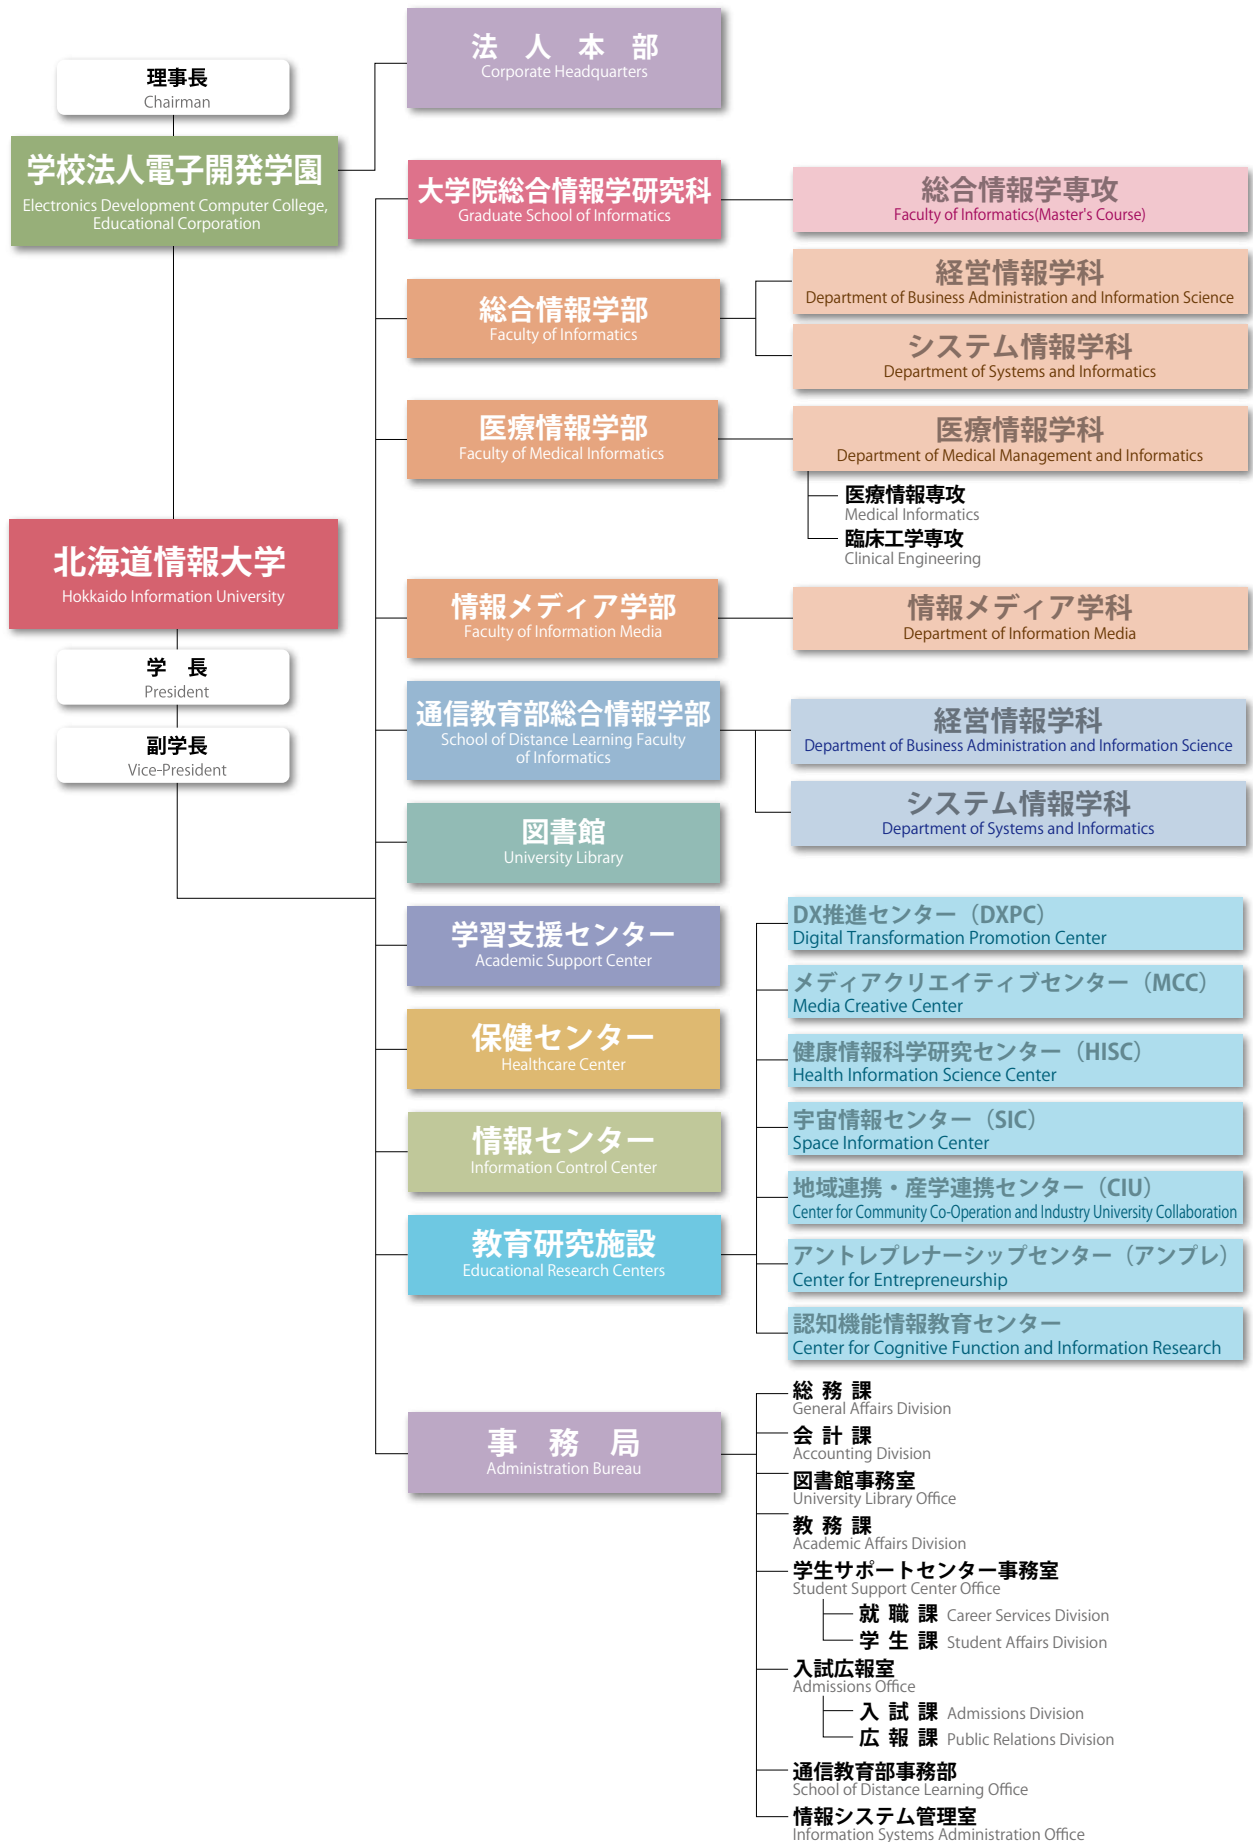 理事長
Chairman
学校法人電子開発学園
Electronics Development Computer College,
Educational Corporation
北海道情報大学
Hokkaido Information University
学　長
President
副学長
Vice-President
法　人　本　部
Corporate Headquarters
大学院総合情報学研究科
Graduate School of Informatics
総合情報学専攻
Faculty of Informatics(Master's Course)
総合情報学部
Faculty of Informatics
経営情報学科
Department of Business Administration and Information Science
システム情報学科
Department of Systems and Informatics
医療情報学部
Faculty of Medical Informatics
医療情報学科
Department of Medical Management and Informatics
医療情報専攻
Medical Informatics
臨床工学専攻
Clinical Engineering
情報メディア学部
Faculty of Information Media
情報メディア学科
Department of Information Media
通信教育部総合情報学部
School of Distance Learning Faculty
of Informatics
経営情報学科
Department of Business Administration and Information Science
システム情報学科
Department of Systems and Informatics
図書館
University Library
学習支援センター
Academic Support Center
保健センター
Healthcare Center
情報センター
Information Control Center
教育研究施設
Educational Research Centers
DX推進センター（DXPC）
Digital Transformation Promotion Center
メディアクリエイティブセンター（MCC）
Media Creative Center
健康情報科学研究センター（HISC）
Health Information Science Center
宇宙情報センター（SIC）
Space Information Center
地域連携・産学連携センター（CIU）
Center for Community Co-Operation and Industry University Collaboration
アントレプレナーシップセンター（アンプレ）
Center for Entrepreneurship
認知機能情報教育センター
Center for Cognitive Function and Information Research
事　務　局
Administration Bureau
総 務 課
General Affairs Division
会 計 課
Accounting Division
図書館事務室
University Library Office
教 務 課
Academic Affairs Division
学生サポートセンター事務室
Student Support Center Office
就 職 課 Career Services Division
学 生 課 Student Affairs Division
入試広報室
Admissions Office
入 試 課 Admissions Division
広 報 課 Public Relations Division
通信教育部事務部
School of Distance Learning Office
情報システム管理室
Information Systems Administration Office